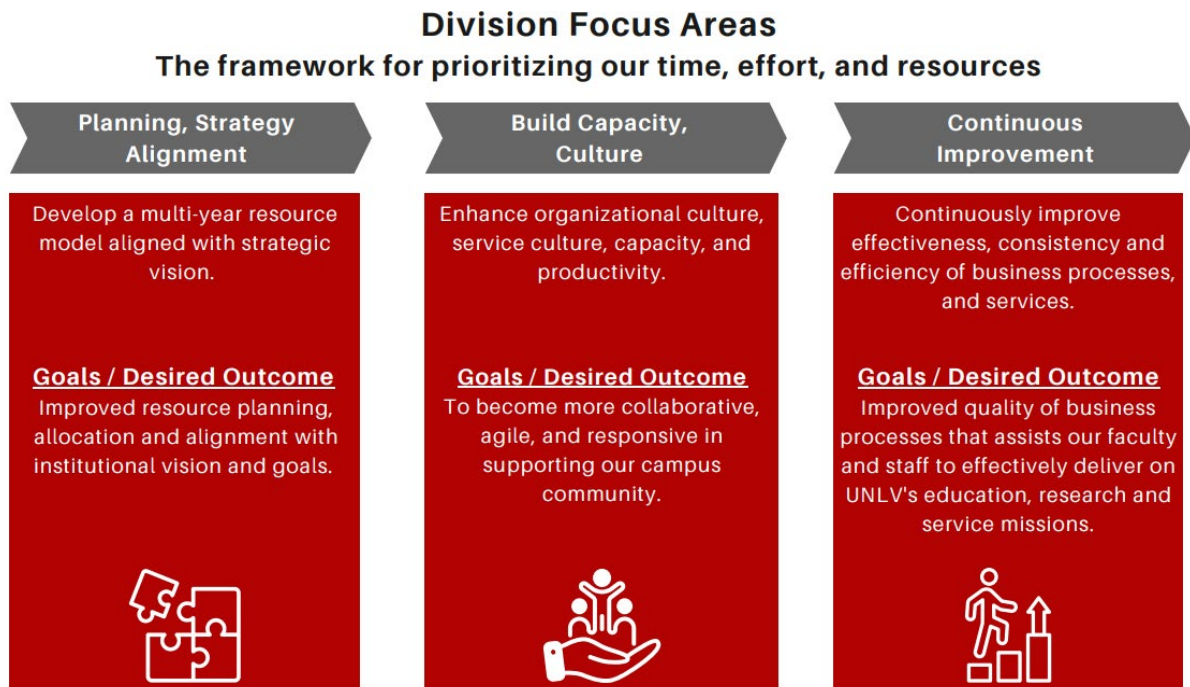 Division Focus Areas
The framework for prioritizing our time, effort, and resources
Planning, Strategy
Alignment
Develop a multi-year resource
model aligned with strategic
vision.
Goals / Desired Outcome
Improved resource planning,
allocation and alignment with
institutional vision and goals.
Build Capacity,
Culture
Enhance organizational culture,
service culture, capacity, and
productivity.
Goals / Desired Outcome
To become more collaborative,
agile, and responsive in
supporting our campus
community.
Continuous
Improvement
Continuously improve
effectiveness, consistency and
efficiency of business processes,
and services.
Goals / Desired Outcome
Improved quality of business
processes that assists our faculty
and staff to effectively deliver on
UNLV's education, research and
service missions.